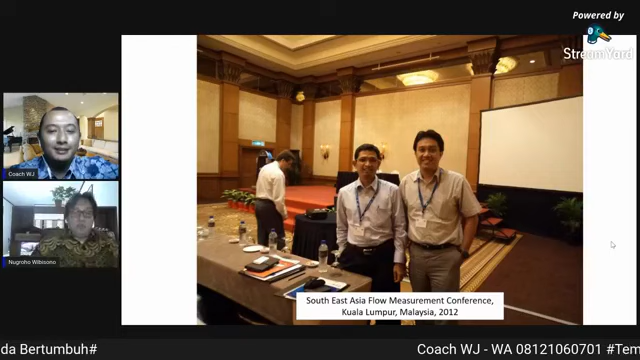 Powered by
StreamYard
Coach WJ
Nugroho Wibisono
South East Asia Flow Measurement Conference,
Kuala Lumpur, Malaysia, 2012
da Bertumbuh# Coach WJ - WA 08121060701 #Tem